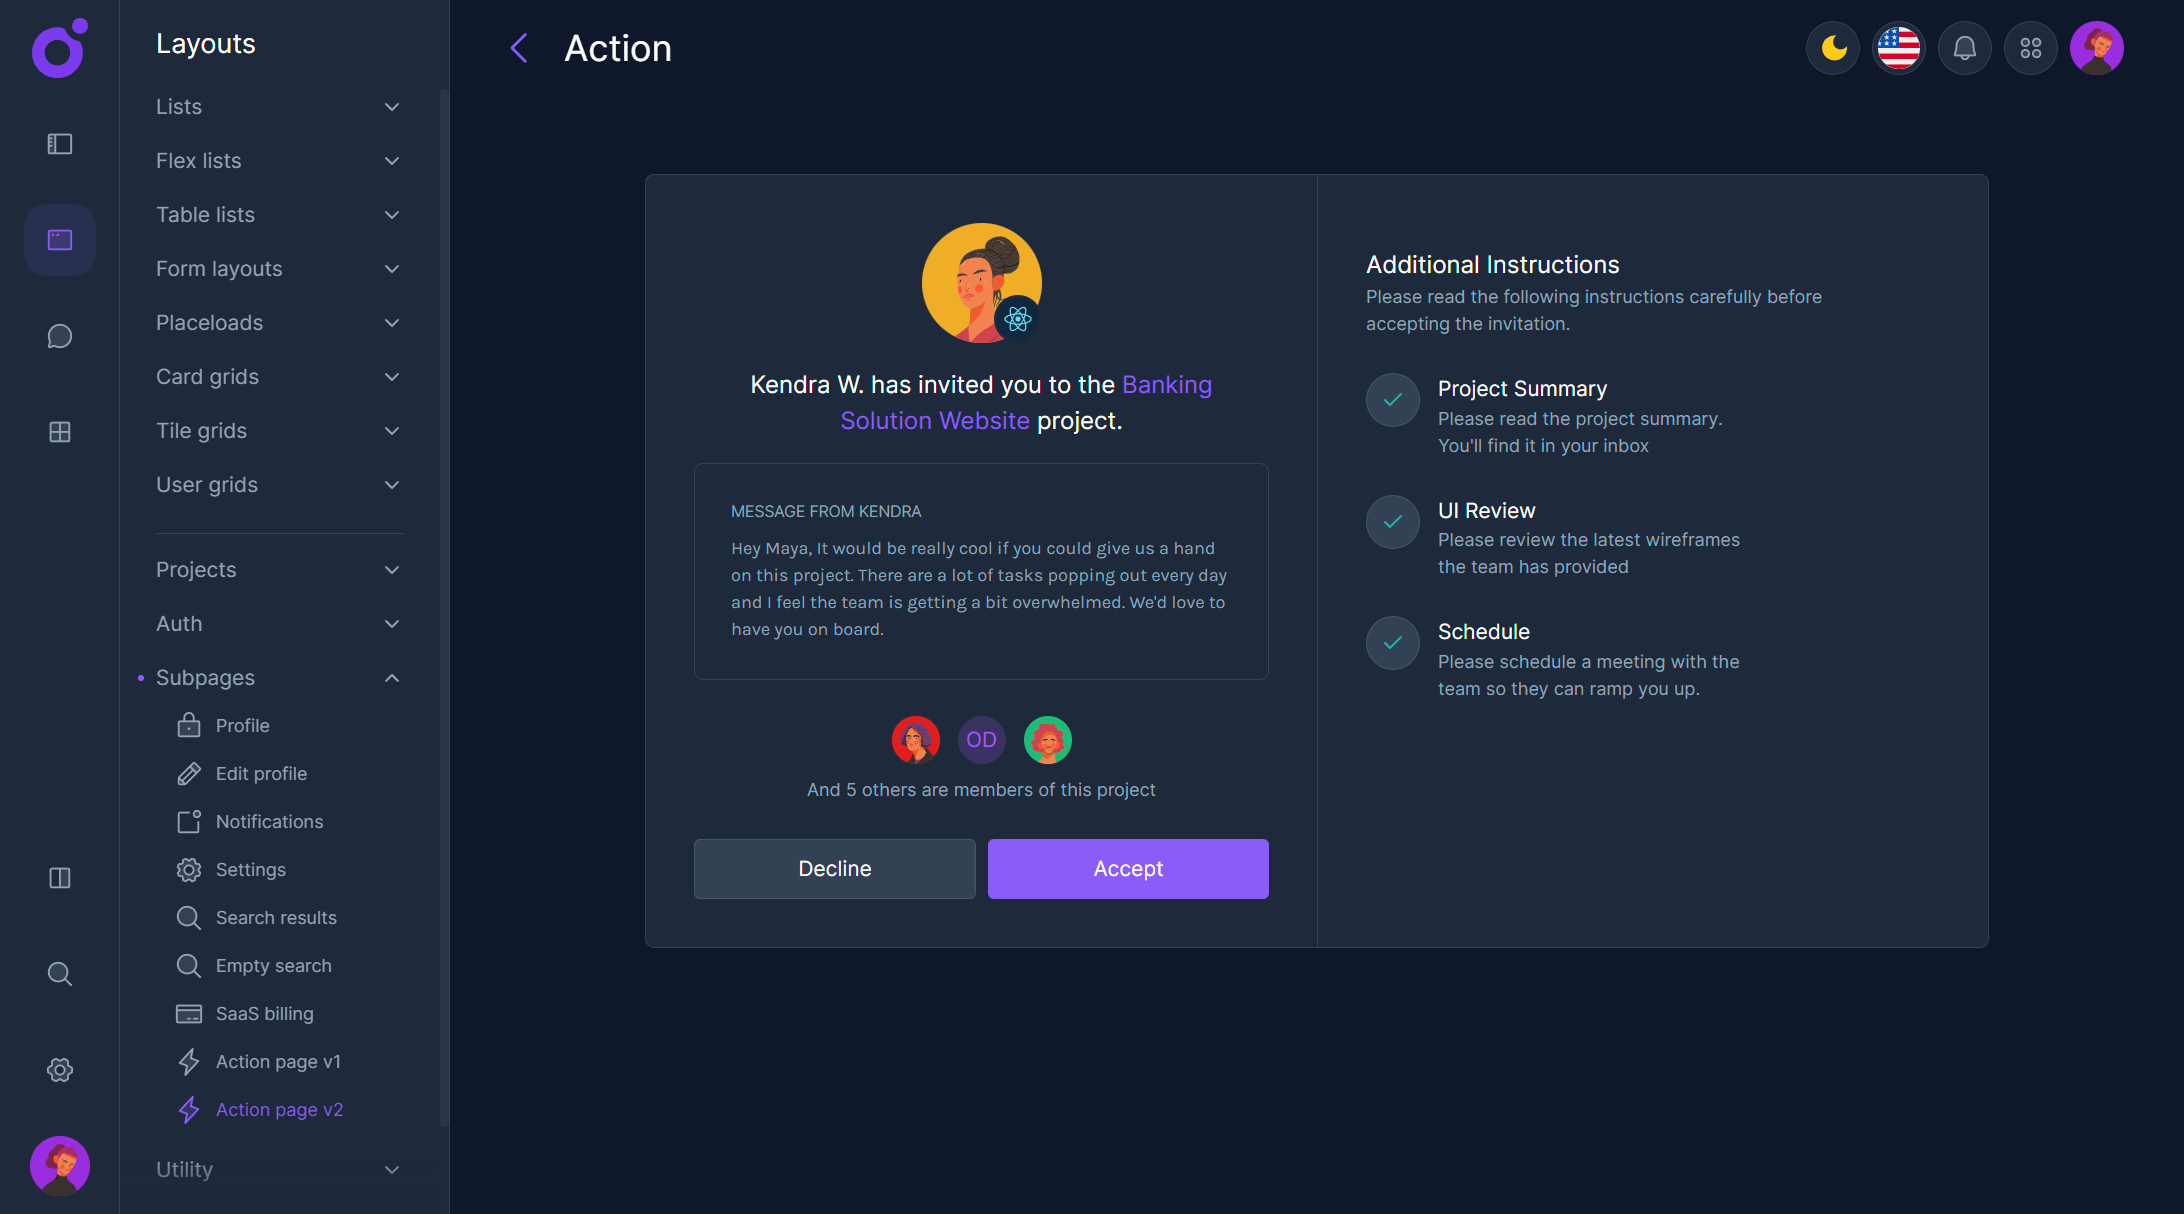 Layouts
Lists
Flex lists
Table lists
Form layouts
Placeloads
Card grids
Tile grids
User grids
Projects
Auth
Subpages
Profile
Edit profile
Notifications
Settings
Search results
Empty search
SaaS billing
Action page v1
Action page v2
Utility
Action
Kendra W. has invited you to the Banking
Solution Website project.
MESSAGE FROM KENDRA
Hey Maya, It would be really cool if you could give us a hand
on this project. There are a lot of tasks popping out every day
and I feel the team is getting a bit overwhelmed. We'd love to
have you on board.
OD
And 5 others are members of this project
Decline
Accept
Additional Instructions
Please read the following instructions carefully before
accepting the invitation.
Project Summary
Please read the project summary.
You'll find it in your inbox
UI Review
Please review the latest wireframes
the team has provided
Schedule
Please schedule a meeting with the
team so they can ramp you up.